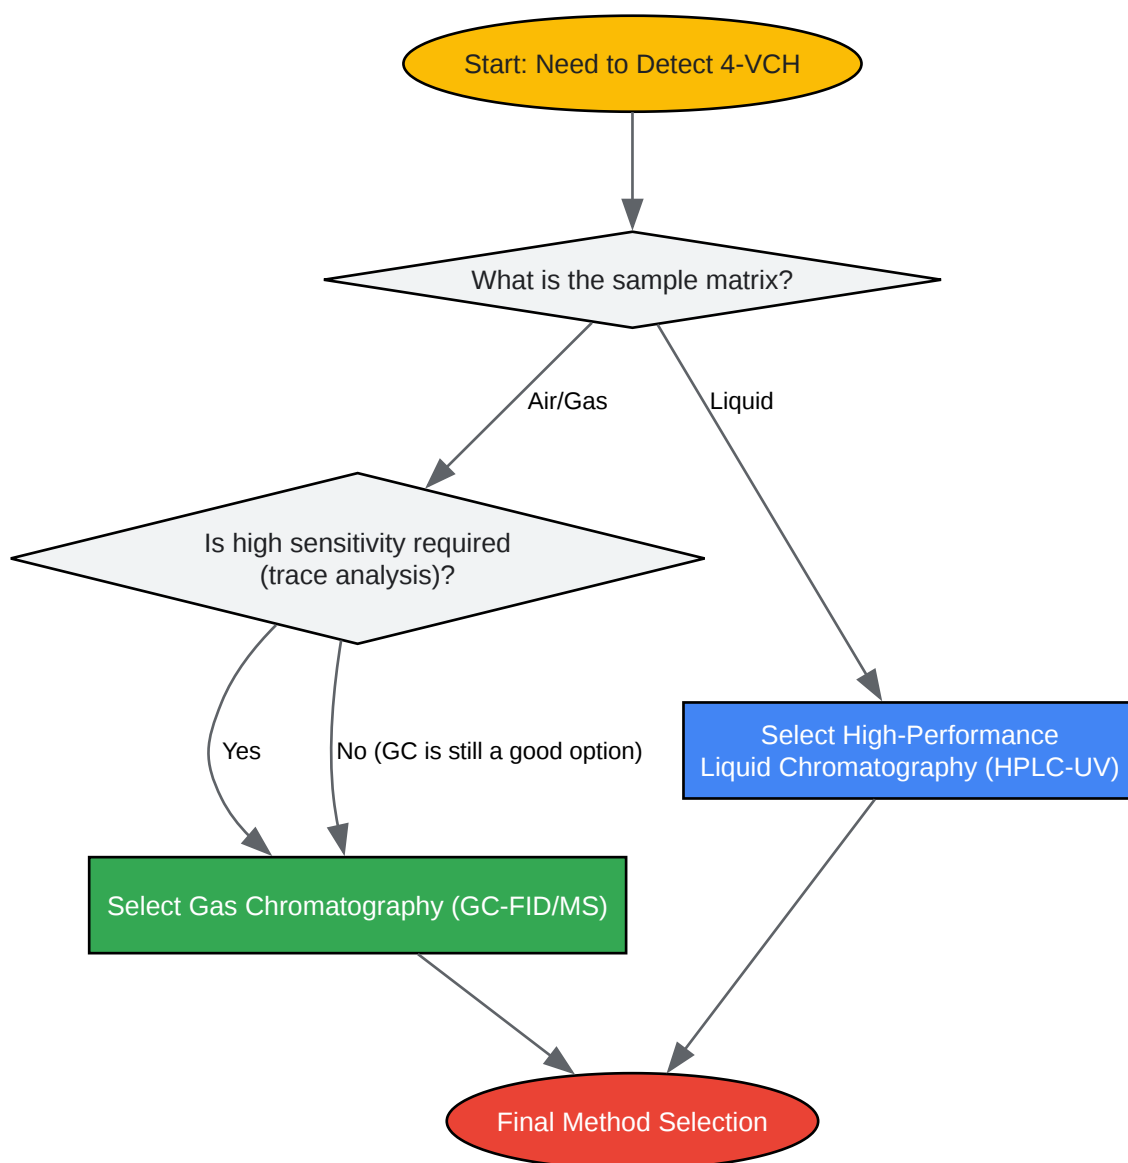 Start: Need to Detect 4-VCH
What is the sample matrix?
Air/Gas
Liquid
Is high sensitivity required
(trace analysis)?
Yes
No (GC is still a good option)
Select High-Performance
Liquid Chromatography (HPLC-UV)
Select Gas Chromatography (GC-FID/MS)
Final Method Selection